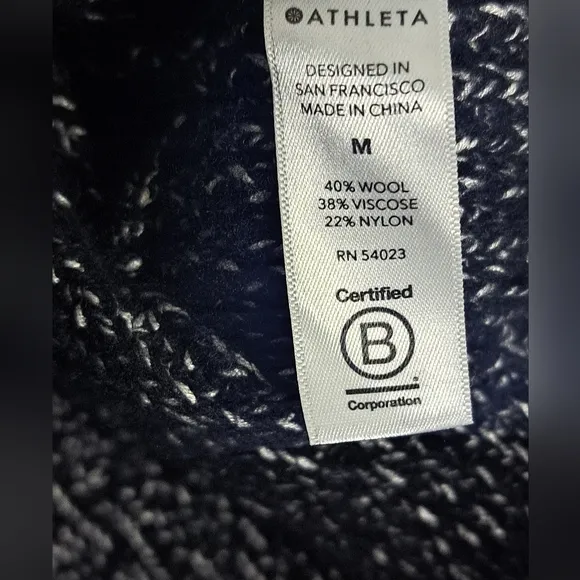 ATHLETA
DESIGNED IN
SAN FRANCISCO
MADE IN CHINA
M
40% WOOL
38% VISCOSE
22% NYLON
RN 54023
Certified
B
Corporation